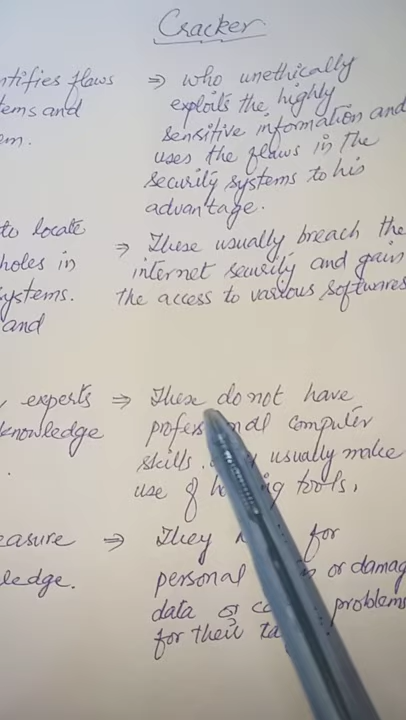 Cracker
ntifies flaws
tems and
em.
⇒ who unethically
exploits the highly
sensitive information and
uses the flaws in the
security systems to his
advantage.
to locate
holes in
systems.
and
⇒ These usually breach the
internet security and gain
the access to various softwares
experts
knowledge
⇒ These do not have
professional computer
skills. usually make
use of tools.
easure
ledge.
⇒ They for
personal or damag
data or problems
for their